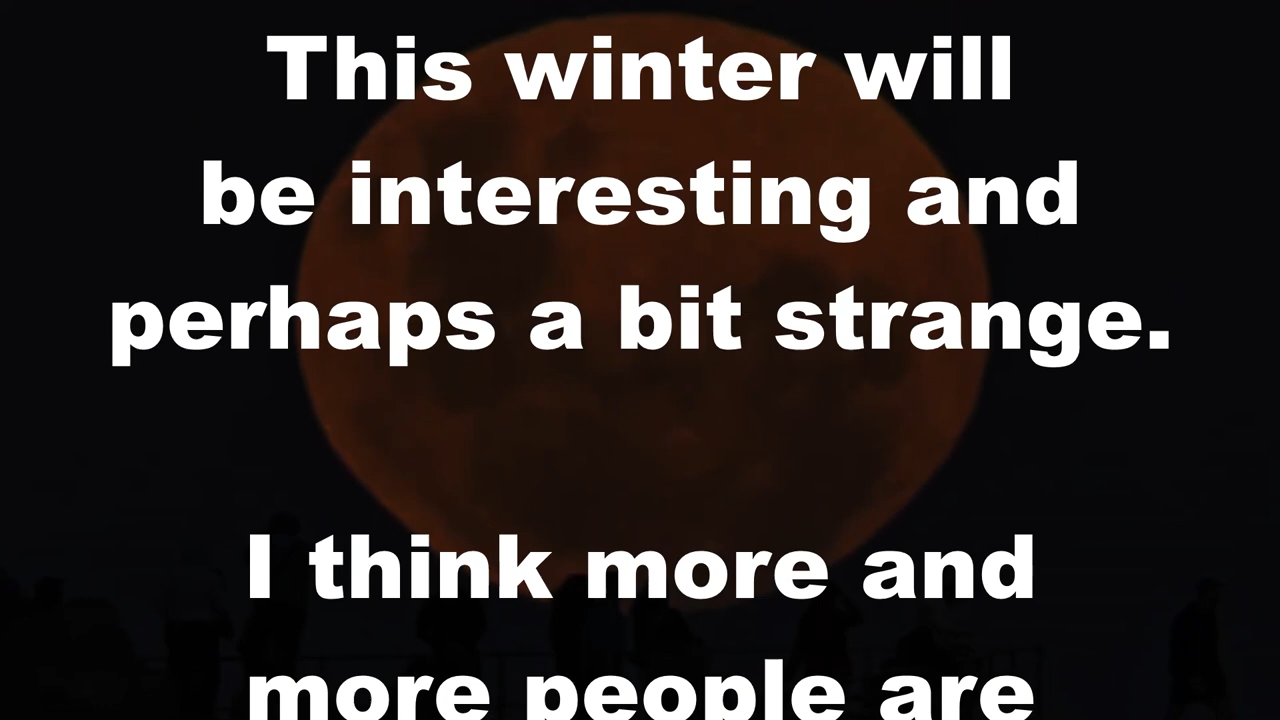 This winter will
be interesting and
perhaps a bit strange.
I think more and
more people are